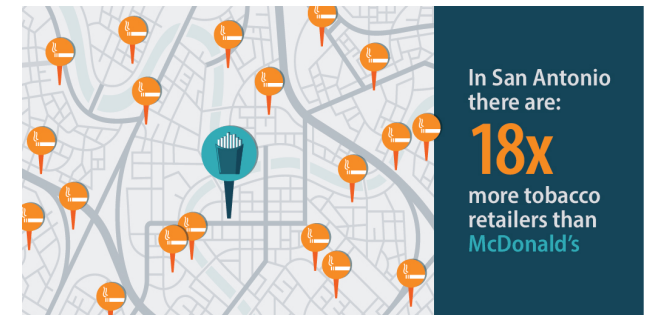 In San Antonio
there are:
18x
more tobacco
retailers than
McDonald's